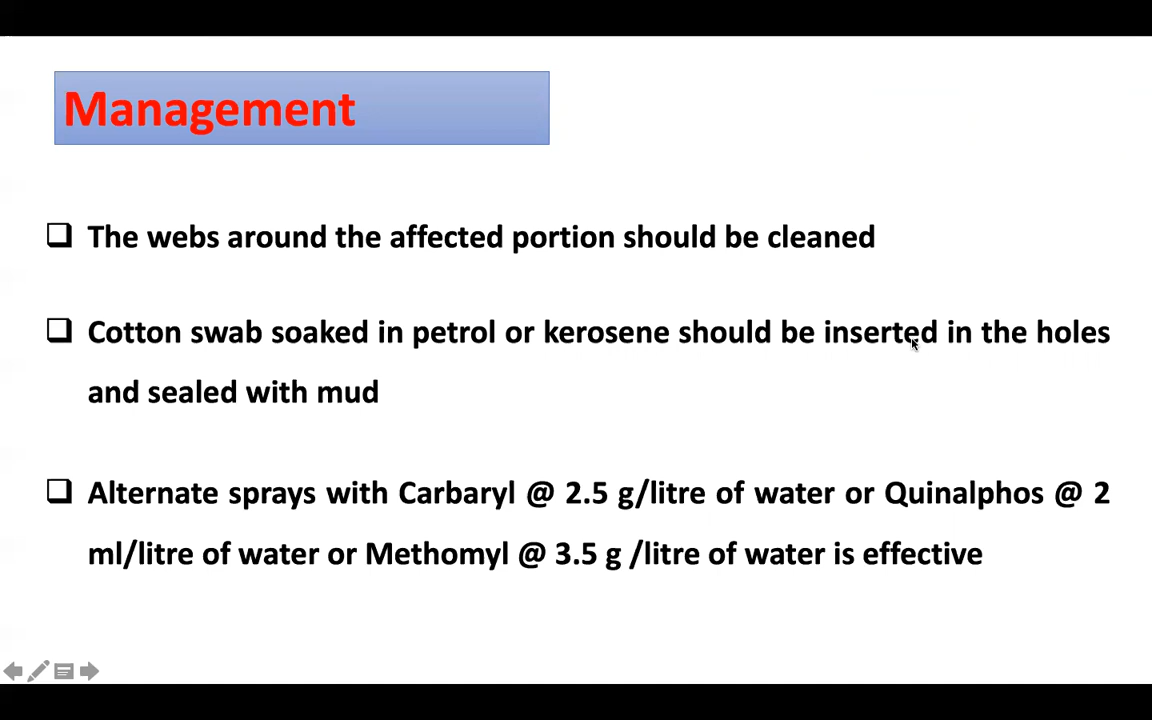 Management
❑ The webs around the affected portion should be cleaned
❑ Cotton swab soaked in petrol or kerosene should be inserted in the holes
and sealed with mud
❑ Alternate sprays with Carbaryl @ 2.5 g/litre of water or Quinalphos @ 2
ml/litre of water or Methomyl @ 3.5 g /litre of water is effective